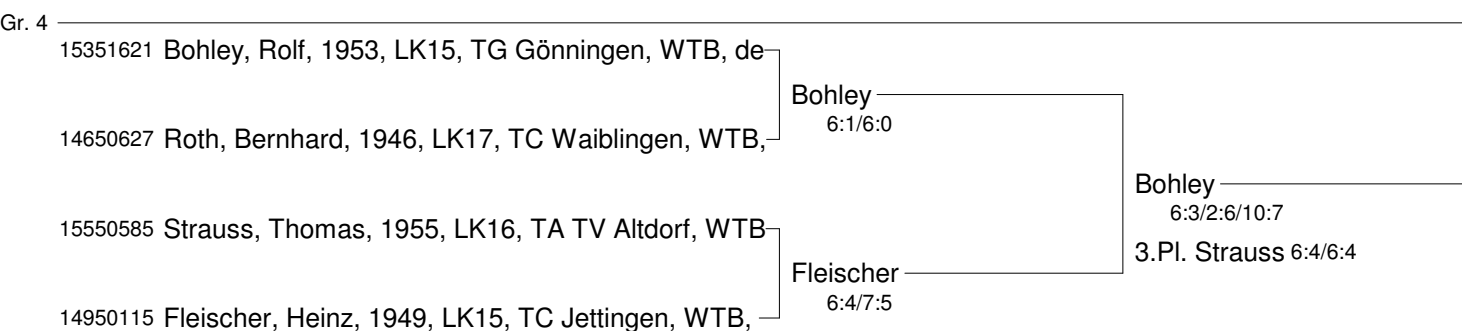 Gr. 4
15351621 Bohley, Rolf, 1953, LK15, TG Gönningen, WTB, de
Bohley
6:1/6:0
14650627 Roth, Bernhard, 1946, LK17, TC Waiblingen, WTB,
Bohley
6:3/2:6/10:7
15550585 Strauss, Thomas, 1955, LK16, TA TV Altdorf, WTB
3.Pl. Strauss 6:4/6:4
Fleischer
6:4/7:5
14950115 Fleischer, Heinz, 1949, LK15, TC Jettingen, WTB,